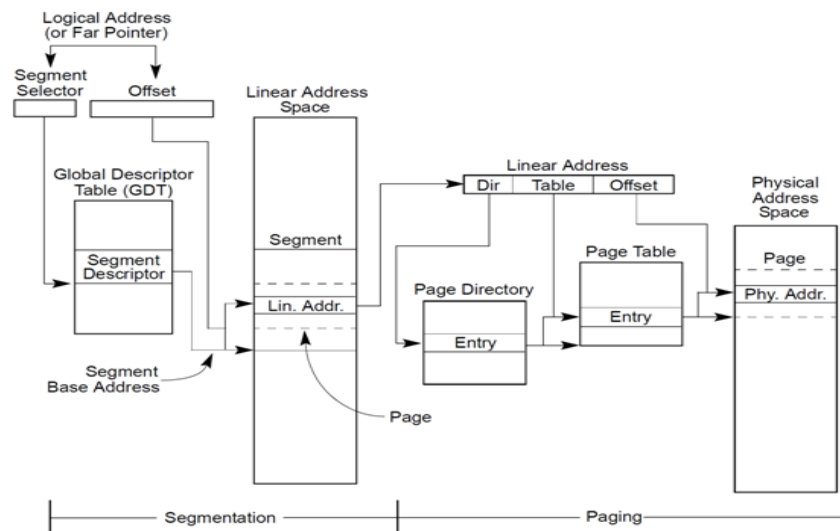 Logical Address
(or Far Pointer)
Segment
Selector
Offset
Linear Address
Space
Global Descriptor
Table (GDT)
Segment
Descriptor
Segment
Lin. Addr.
Segment
Base Address
Page
Linear Address
Dir
Table
Offset
Page Directory
Entry
Page Table
Entry
Physical
Address
Space
Page
Phy. Addr.
Segmentation
Paging